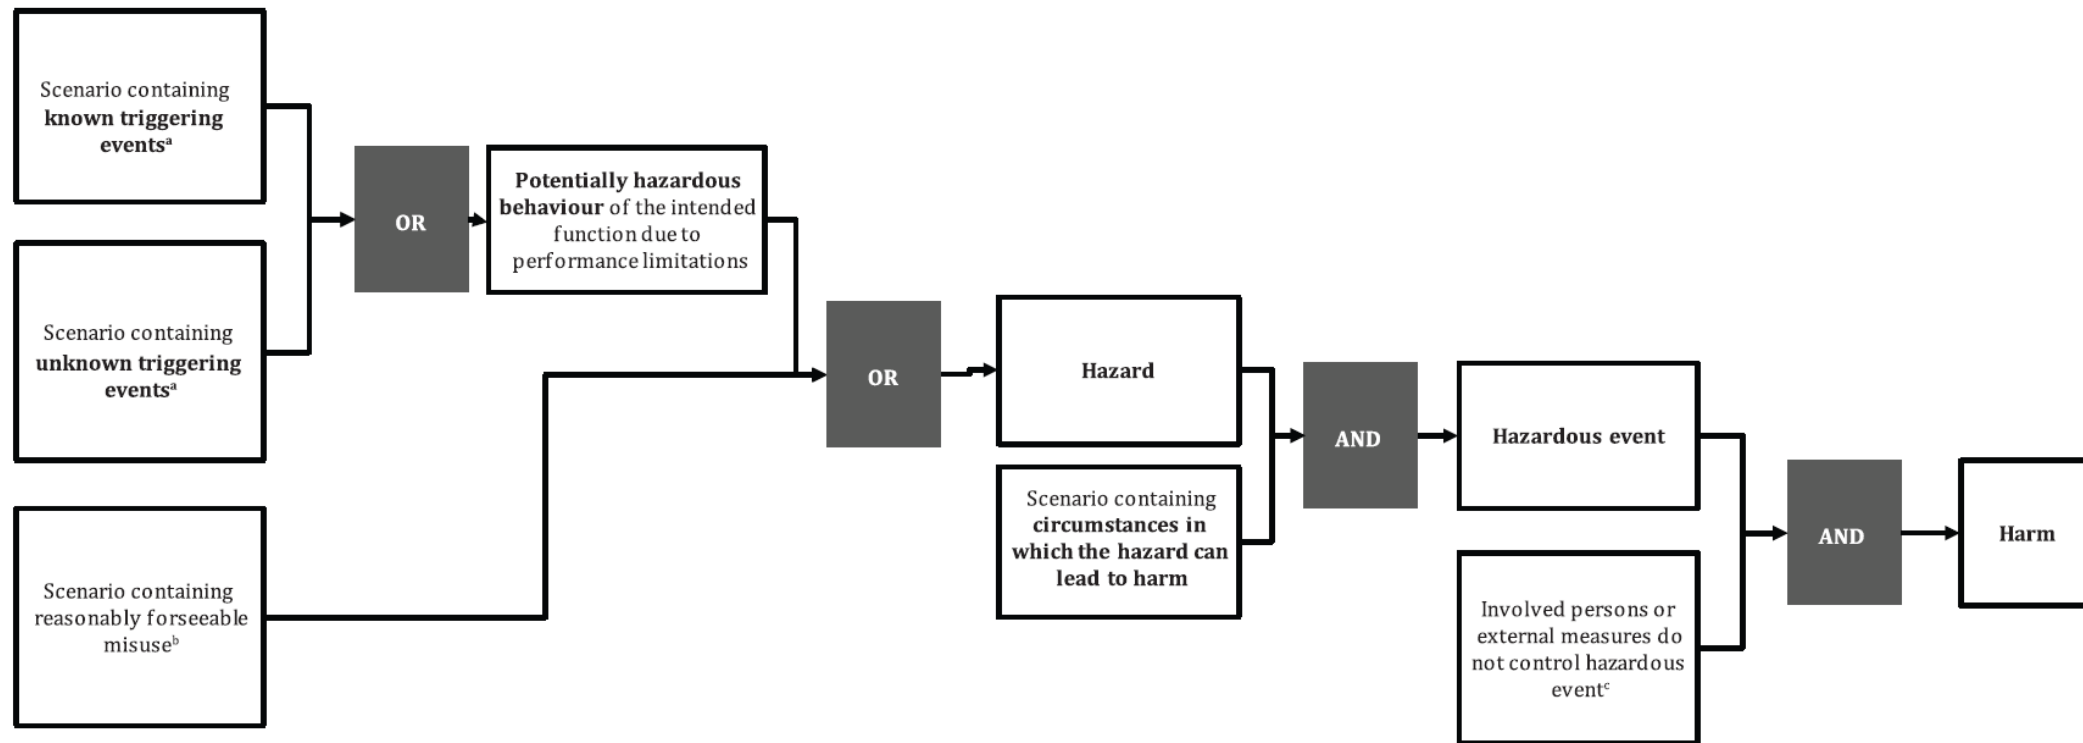 Scenario containing
known triggering
eventsᵃ
Scenario containing
unknown triggering
eventsᵃ
Scenario containing
reasonably forseeable
misuseᵇ
OR
Potentially hazardous
behaviour of the intended
function due to
performance limitations
OR
Hazard
Scenario containing
circumstances in
which the hazard can
lead to harm
AND
Hazardous event
Involved persons or
external measures do
not control hazardous
eventᶜ
AND
Harm